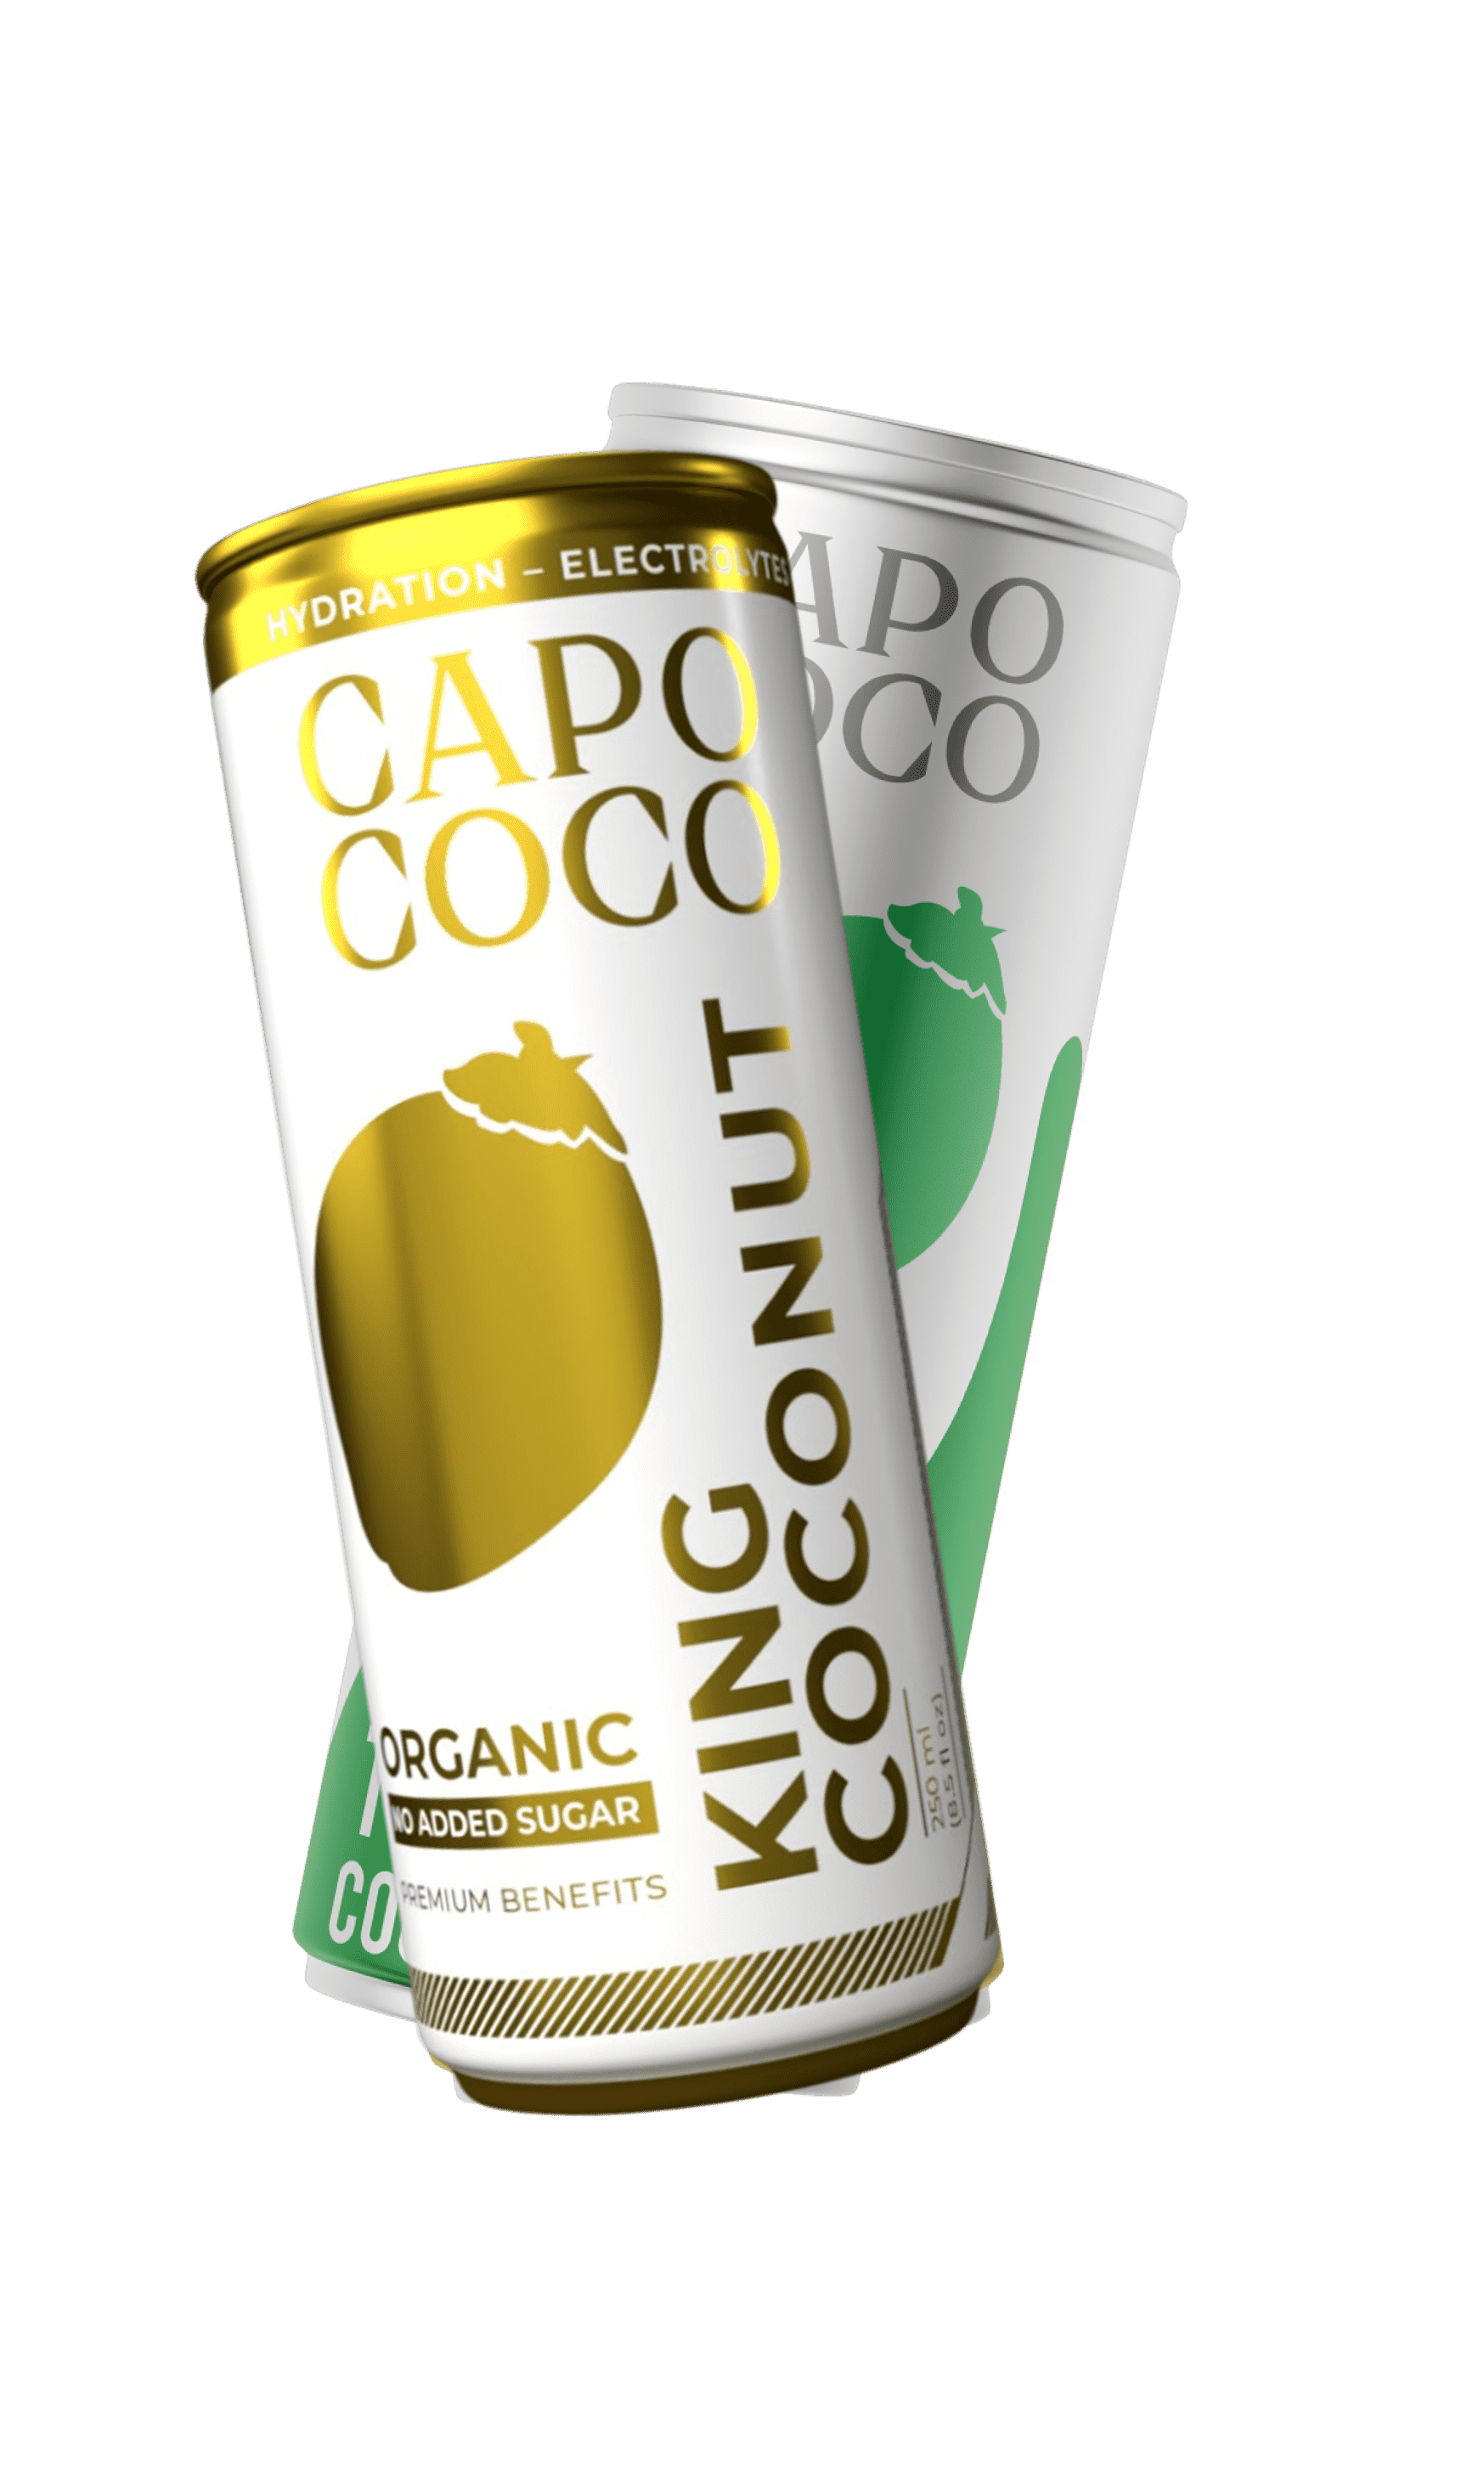 HYDRATION – ELECTROLYTES
CAPO
COCO
KING
COCONUT
ORGANIC
NO ADDED SUGAR
PREMIUM BENEFITS
250 ml
(8.5 fl oz)
APO
OCO